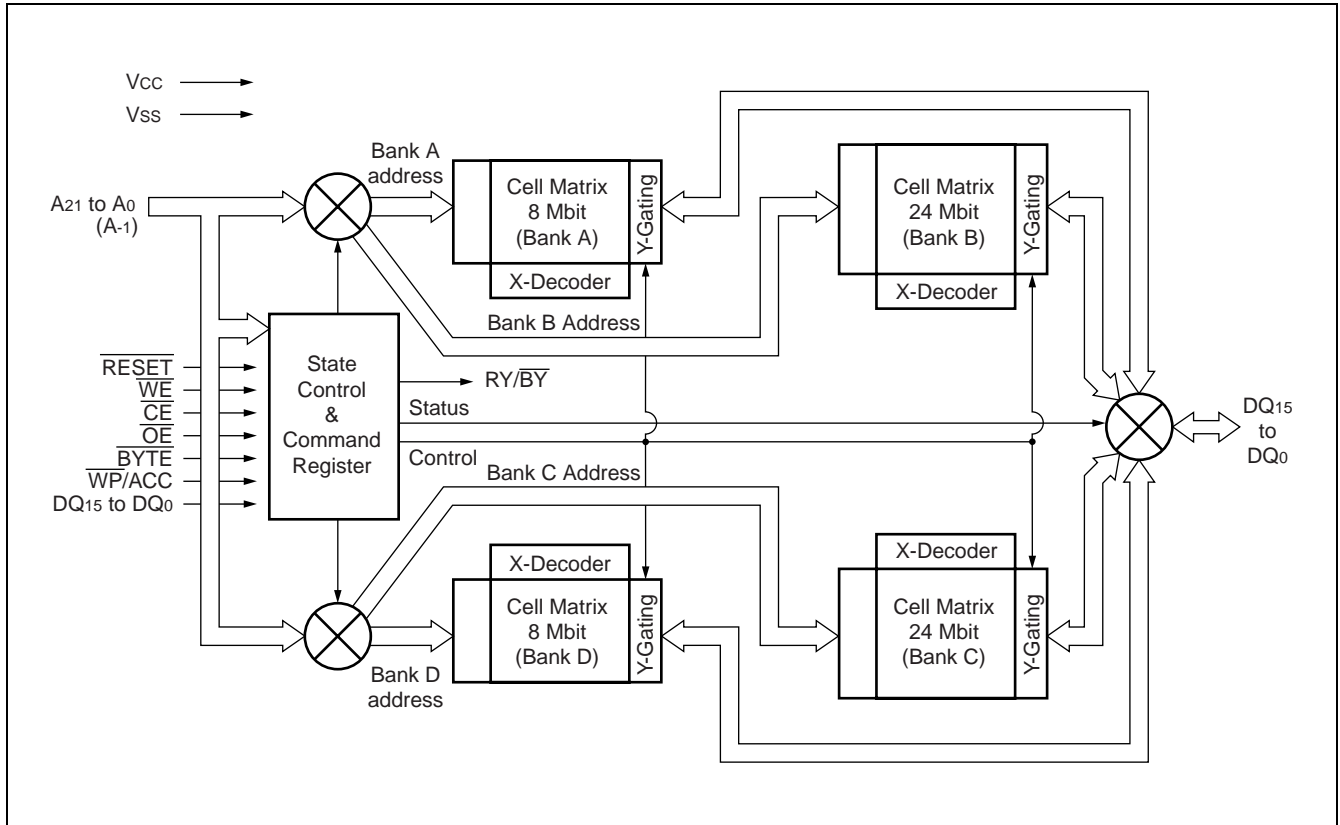 VCC
VSS
A21 to A0
(A-1)
Bank A
address
Cell Matrix
8 Mbit
(Bank A)
Y-Gating
X-Decoder
Cell Matrix
24 Mbit
(Bank B)
Y-Gating
X-Decoder
Bank B Address
State
Control
&
Command
Register
RESET
WE
CE
OE
BYTE
WP/ACC
DQ15 to DQ0
RY/BY
Status
Control
DQ15
to
DQ0
Bank C Address
X-Decoder
Cell Matrix
8 Mbit
(Bank D)
Y-Gating
X-Decoder
Cell Matrix
24 Mbit
(Bank C)
Y-Gating
Bank D
address